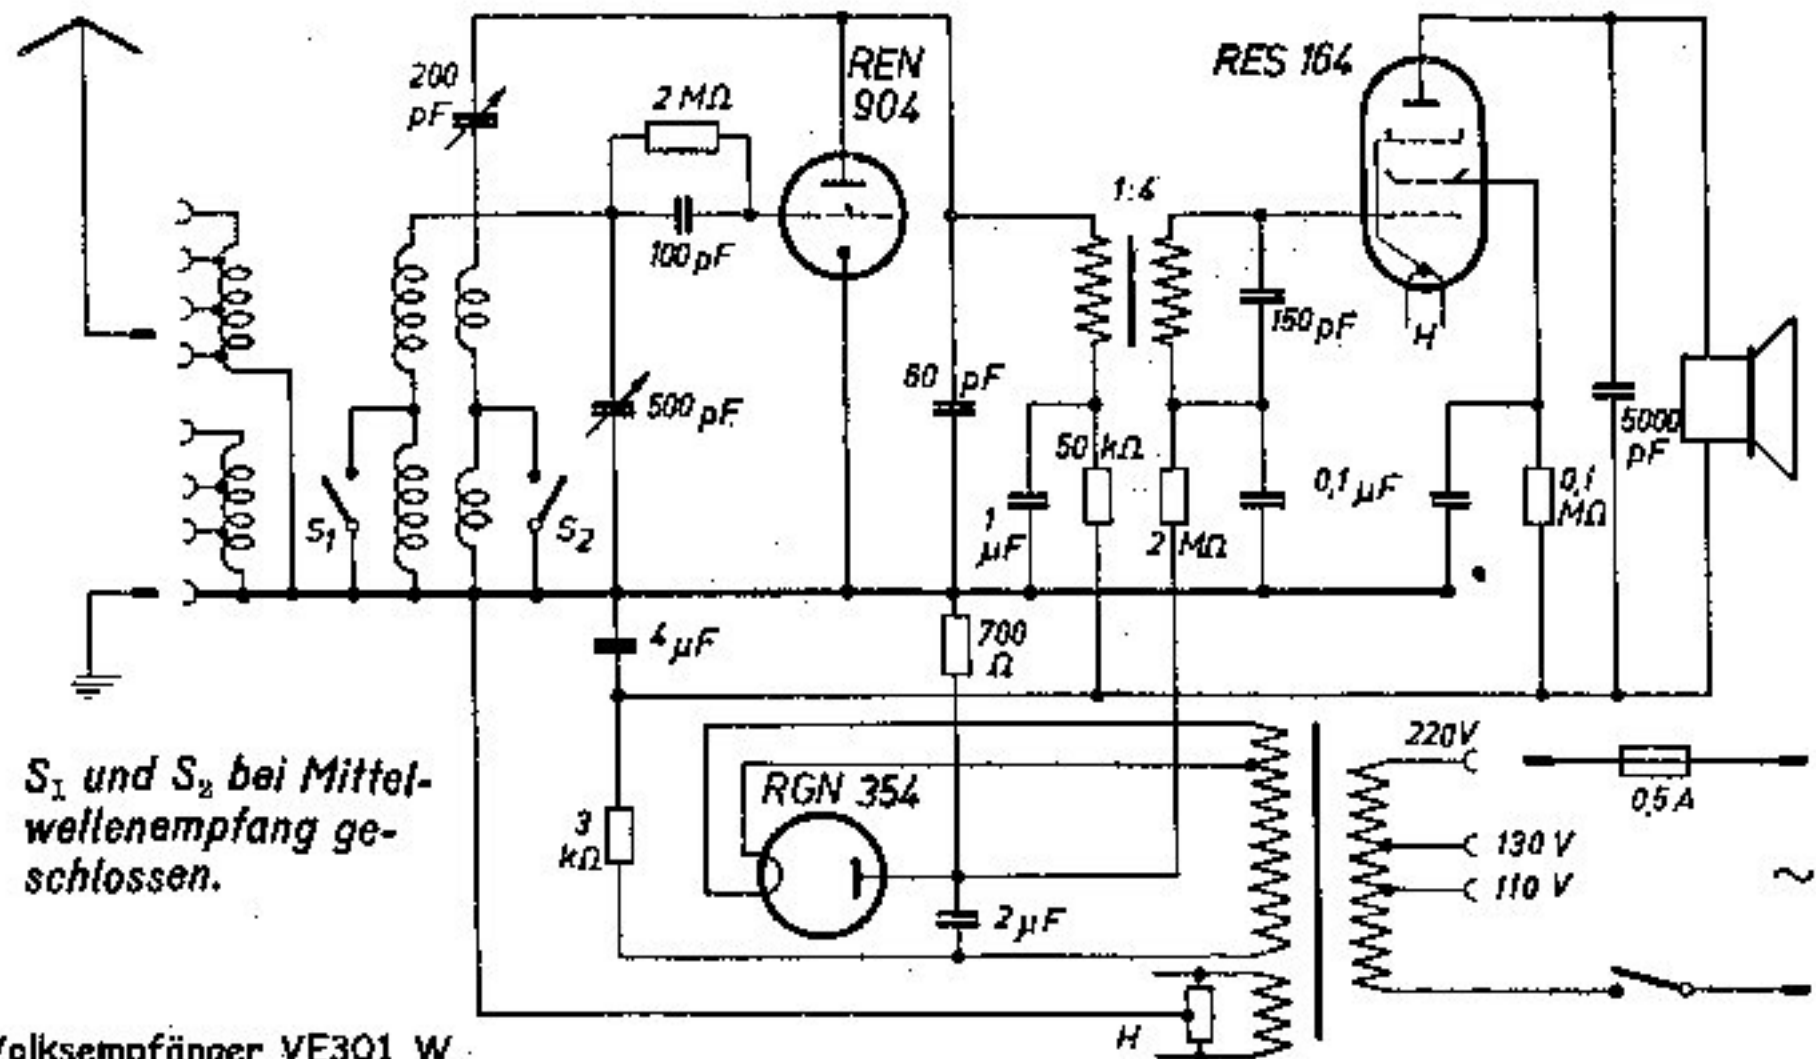 200
pF
2 MΩ
REN
904
RES 164
100 pF
1:4
150 pF
H
500 pF
60 pF
50 kΩ
1
µF
2 MΩ
0,1 µF
0,1
MΩ
5000
pF
S1
S2
4 µF
700
Ω
S₁ und S₂ bei Mittel-
wellenempfang ge-
schlossen.
3
kΩ
RGN 354
2 µF
220V
130 V
110 V
0,5 A
~
H
Volksempfänger VE301 W